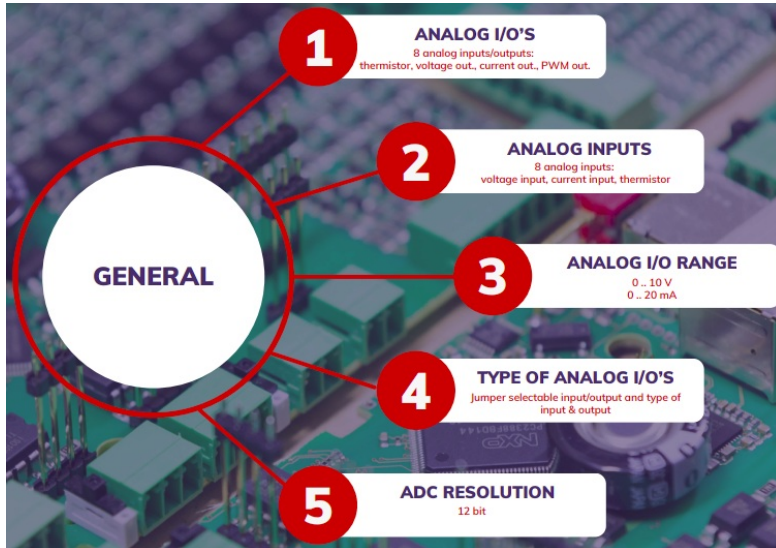 1
ANALOG I/O'S
8 analog inputs/outputs:
thermistor, voltage out., current out., PWM out.
2
ANALOG INPUTS
8 analog inputs:
voltage input, current input, thermistor
GENERAL
3
ANALOG I/O RANGE
0 .. 10 V
0 .. 20 mA
4
TYPE OF ANALOG I/O'S
Jumper selectable input/output and type of
input & output
NXP
5
ADC RESOLUTION
12 bit